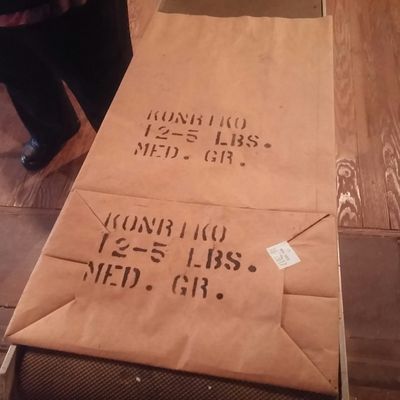 KONRIKO
12-5 LBS.
MED. GR.
KONRIKO
12-5 LBS.
MED. GR.